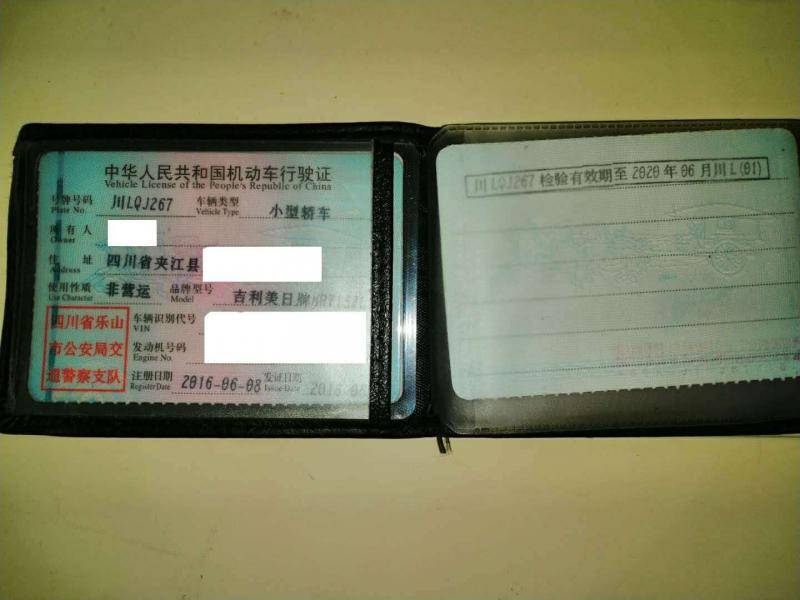 中华人民共和国机动车行驶证
Vehicle License of the People's Republic of China
号牌号码 川LQJ267 车辆类型 小型轿车
Plate No. Vehicle Type
所有人
Owner
住址 四川省夹江县
Address
使用性质 非营运 品牌型号 吉利美日牌
Use Character Model
四川省乐山
市公安局交
通警察支队
车辆识别代号
VIN
发动机号码
Engine No.
注册日期 2016-06-08 发证日期
Register Date Issue Date
川LQJ267 检验有效期至 2020年06月川L(01)